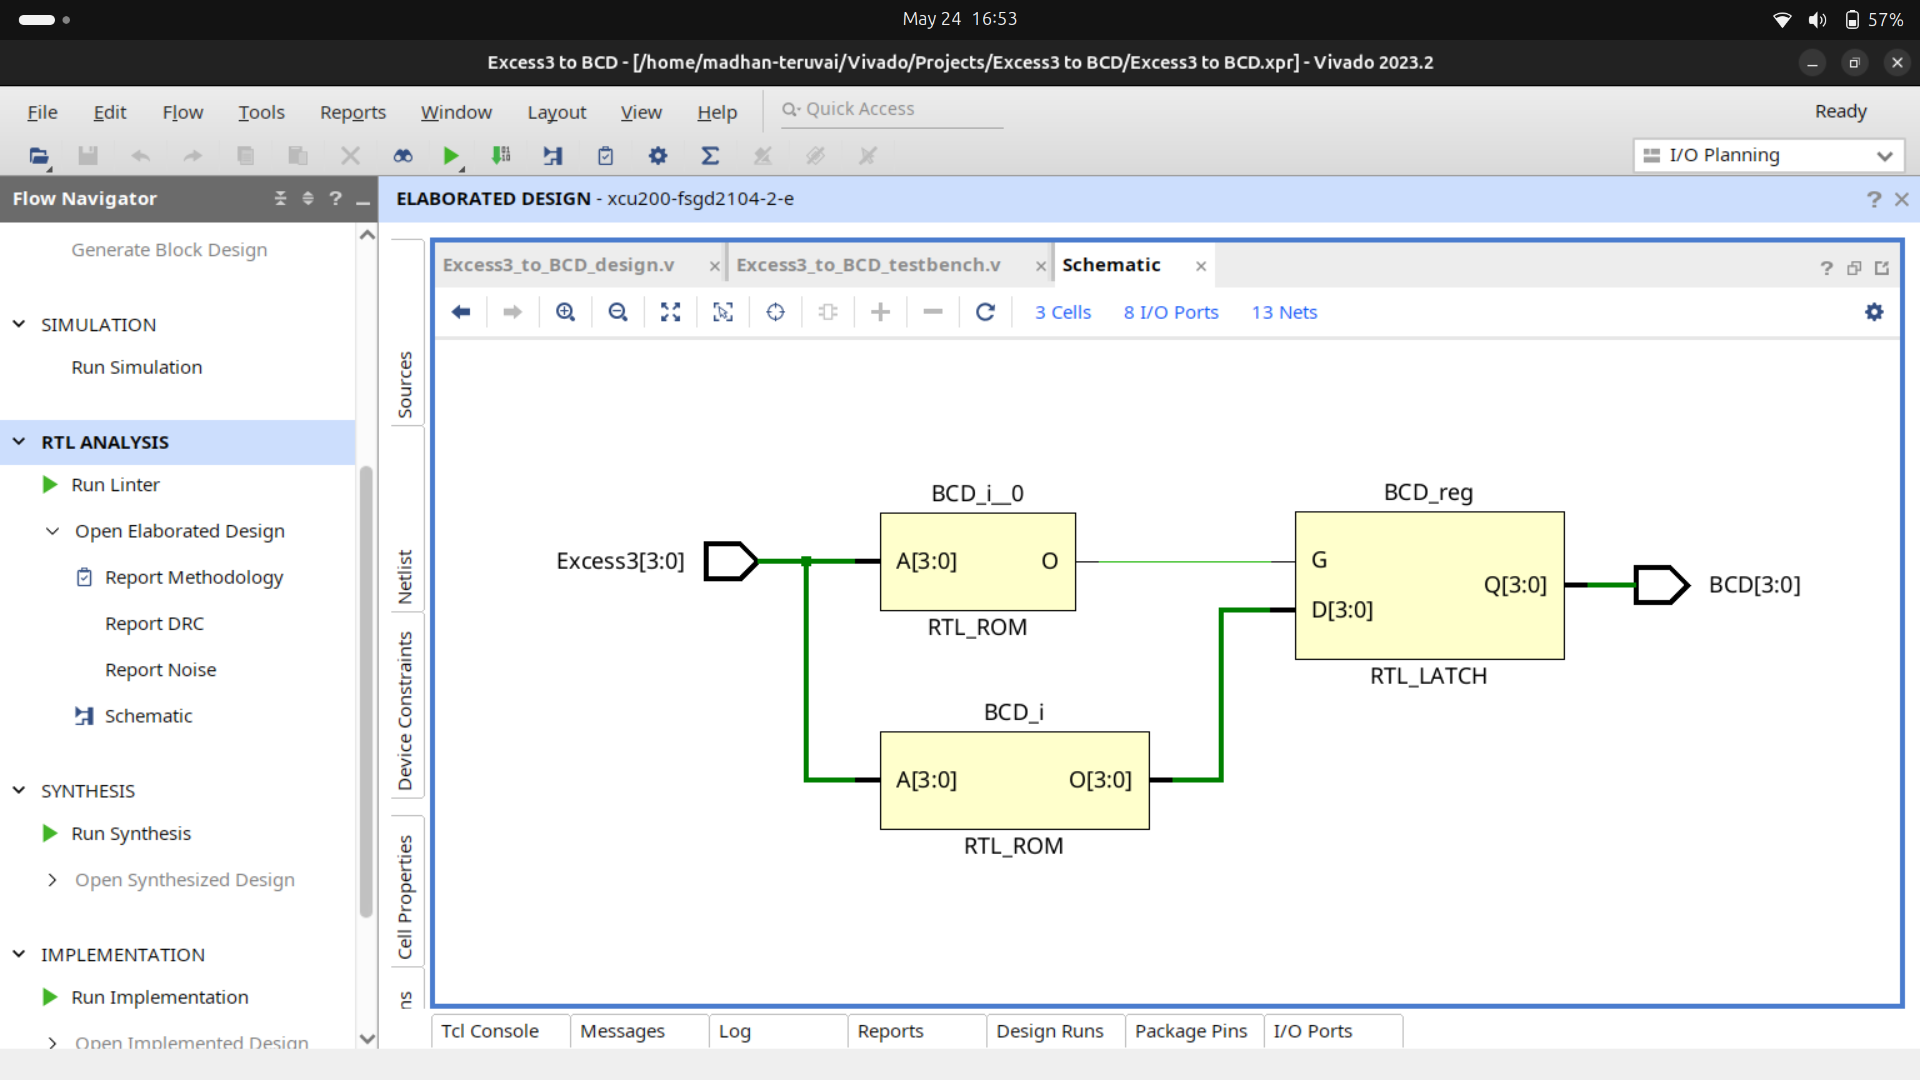 May 24 16:53
57%
Excess3 to BCD - [/home/madhan-teruvai/Vivado/Projects/Excess3 to BCD/Excess3 to BCD.xpr] - Vivado 2023.2
File Edit Flow Tools Reports Window Layout View Help
Quick Access
Ready
I/O Planning
Flow Navigator
ELABORATED DESIGN - xcu200-fsgd2104-2-e
Generate Block Design
SIMULATION
Run Simulation
RTL ANALYSIS
Run Linter
Open Elaborated Design
Report Methodology
Report DRC
Report Noise
Schematic
SYNTHESIS
Run Synthesis
Open Synthesized Design
IMPLEMENTATION
Run Implementation
Open Implemented Design
Sources
Netlist
Device Constraints
Cell Properties
ns
Excess3_to_BCD_design.v
Excess3_to_BCD_testbench.v
Schematic
3 Cells 8 I/O Ports 13 Nets
Excess3[3:0]
BCD_i__0
A[3:0] O
RTL_ROM
BCD_i
A[3:0] O[3:0]
RTL_ROM
BCD_reg
G
D[3:0]
Q[3:0]
RTL_LATCH
BCD[3:0]
Tcl Console Messages Log Reports Design Runs Package Pins I/O Ports